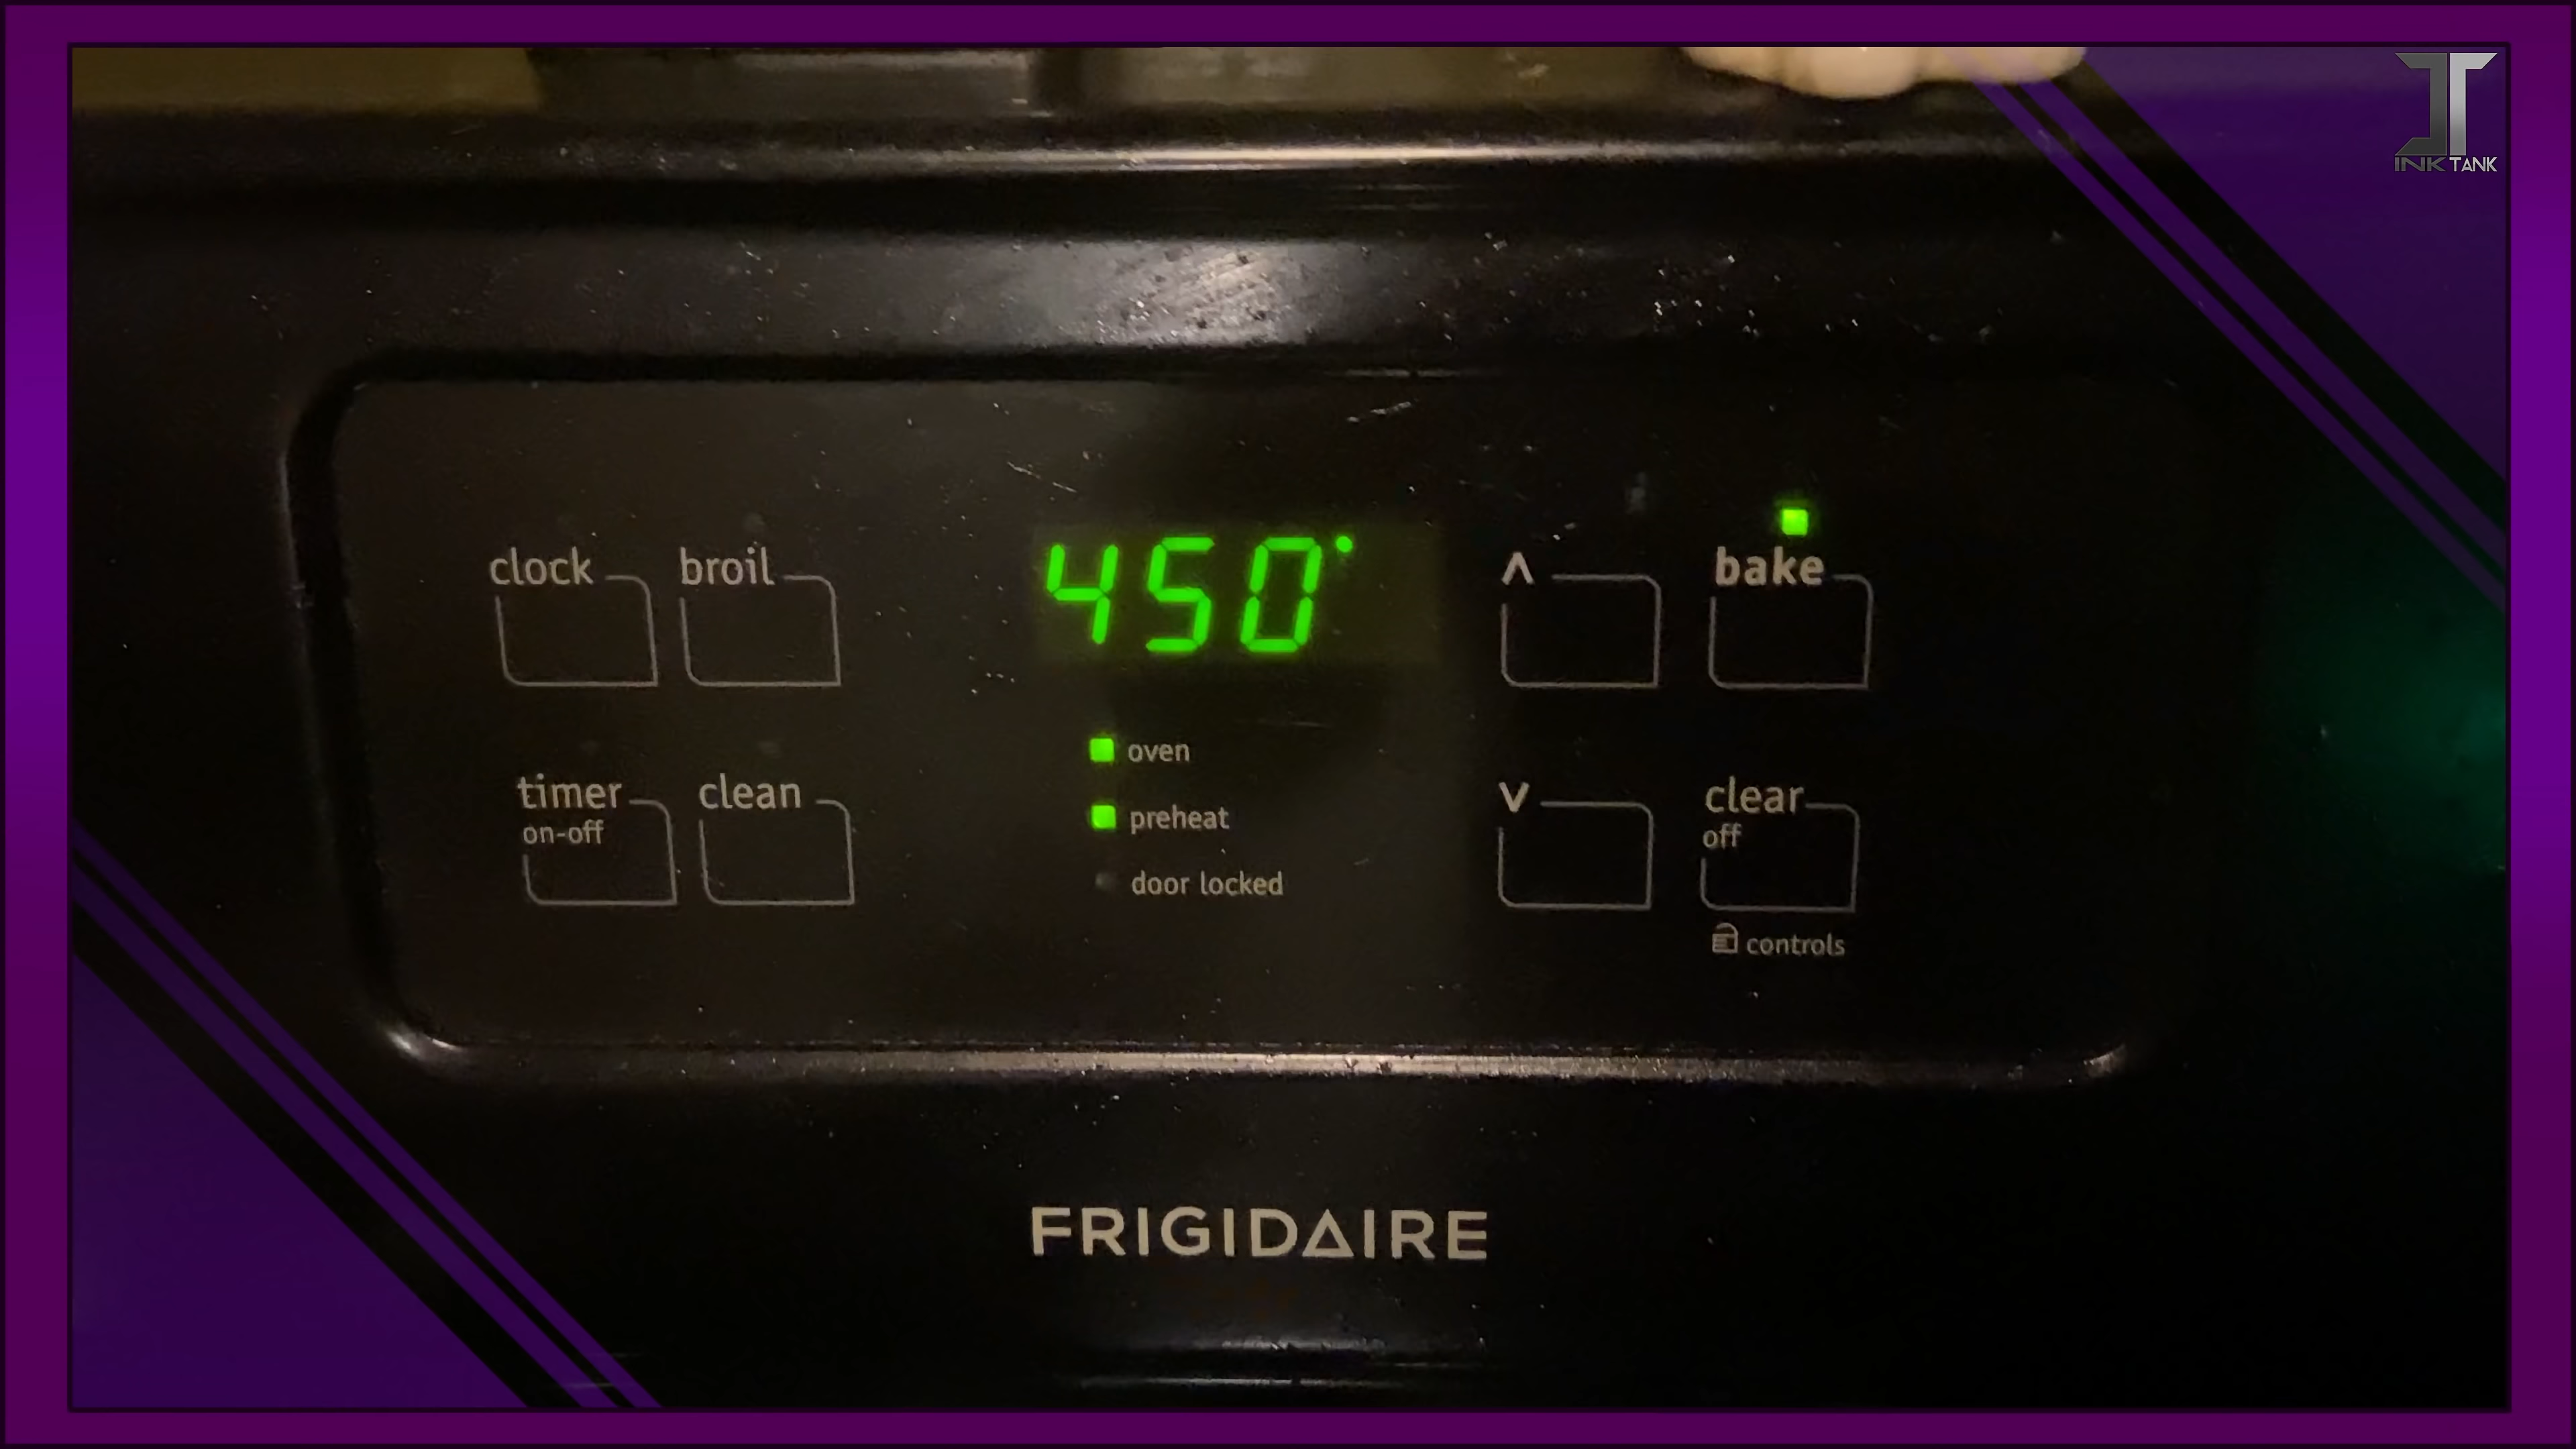 INK TANK
clock
broil
450°
^
bake
oven
timer
on-off
clean
preheat
v
clear
off
door locked
controls
FRIGIDAIRE